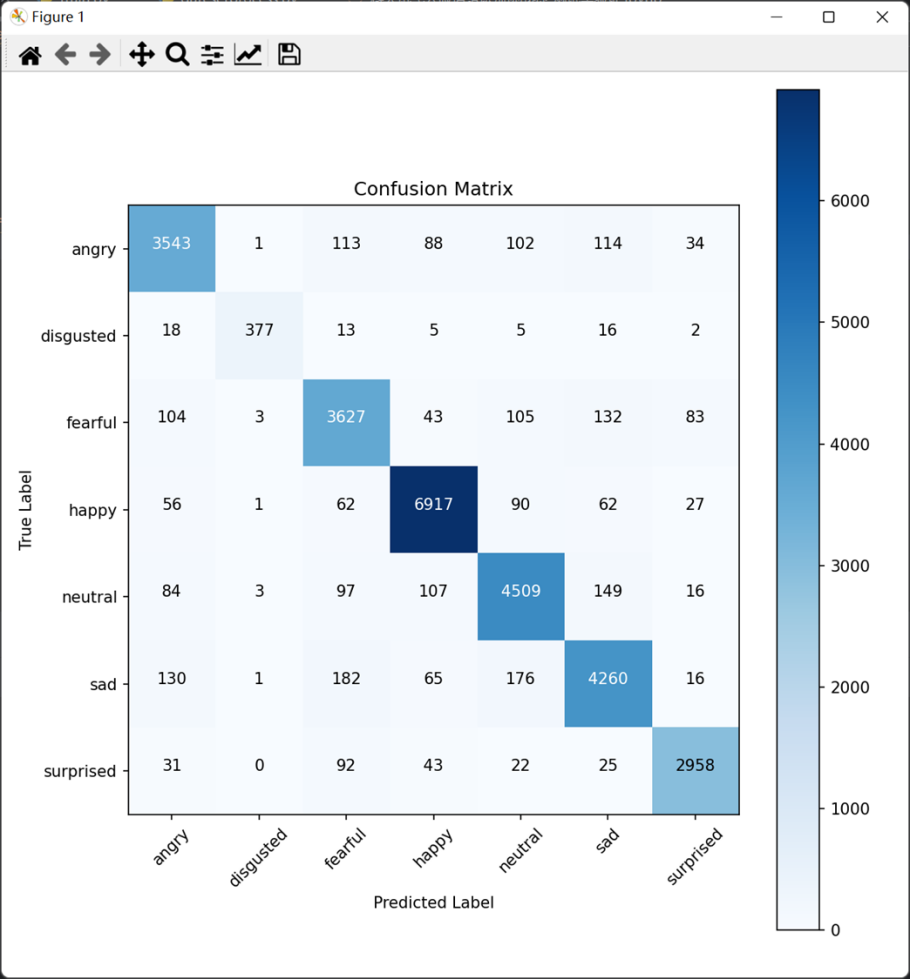 Figure 1
Confusion Matrix
angry 3543 1 113 88 102 114 34
disgusted 18 377 13 5 5 16 2
fearful 104 3 3627 43 105 132 83
happy 56 1 62 6917 90 62 27
neutral 84 3 97 107 4509 149 16
sad 130 1 182 65 176 4260 16
surprised 31 0 92 43 22 25 2958
angry disgusted fearful happy neutral sad surprised
True Label
Predicted Label
6000
5000
4000
3000
2000
1000
0